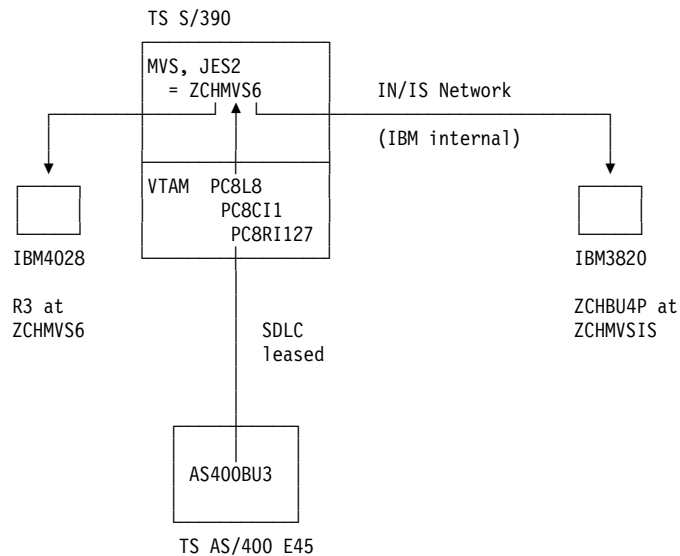 TS S/390
MVS, JES2
= ZCHMVS6
IN/IS Network
(IBM internal)
VTAM PC8L8
PC8CI1
PC8RI127
IBM4028
IBM3820
R3 at
ZCHMVS6
ZCHBU4P at
ZCHMVSIS
SDLC
leased
AS400BU3
TS AS/400 E45